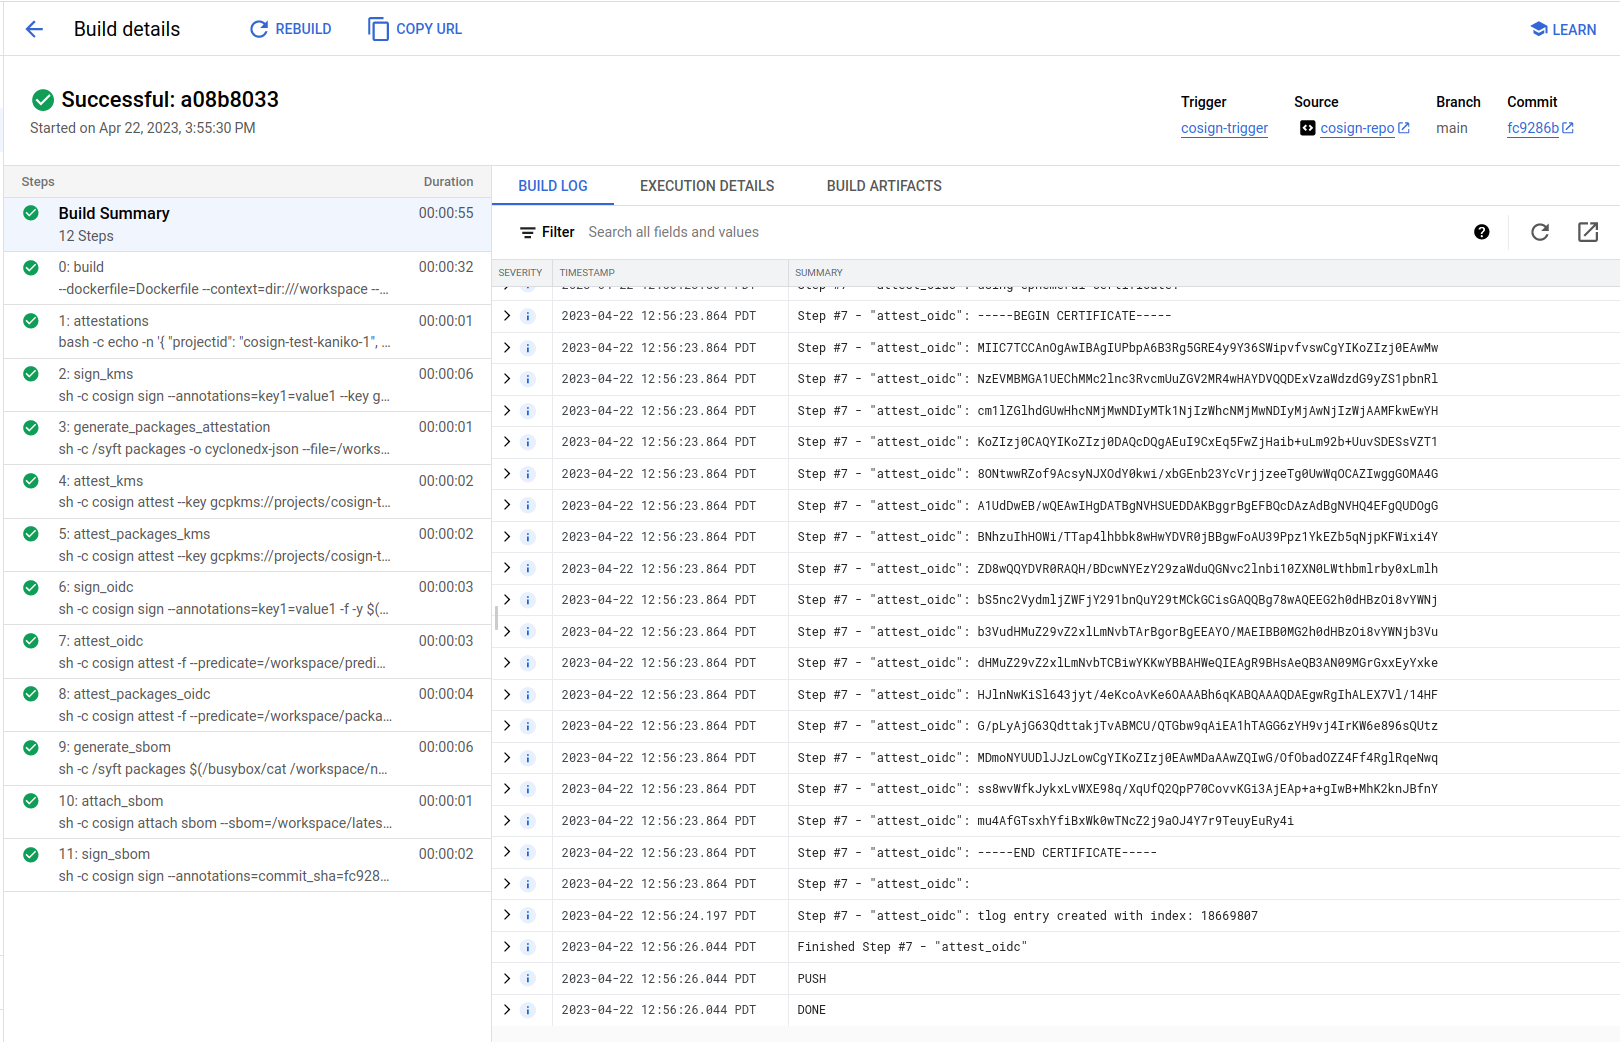 Build details
REBUILD
COPY URL
LEARN
Successful: a08b8033
Started on Apr 22, 2023, 3:55:30 PM
Trigger Source Branch Commit
cosign-trigger cosign-repo main fc9286b
Steps Duration
Build Summary 00:00:55
12 Steps
0: build 00:00:32
--dockerfile=Dockerfile --context=dir:///workspace --...
1: attestations 00:00:01
bash -c echo -n '{ "projectid": "cosign-test-kaniko-1", ...
2: sign_kms 00:00:06
sh -c cosign sign --annotations=key1=value1 --key g...
3: generate_packages_attestation 00:00:01
sh -c /syft packages -o cyclonedx-json --file=/works...
4: attest_kms 00:00:02
sh -c cosign attest --key gcpkms://projects/cosign-t...
5: attest_packages_kms 00:00:02
sh -c cosign attest --key gcpkms://projects/cosign-t...
6: sign_oidc 00:00:03
sh -c cosign sign --annotations=key1=value1 -f -y $(...
7: attest_oidc 00:00:03
sh -c cosign attest -f --predicate=/workspace/predi...
8: attest_packages_oidc 00:00:04
sh -c cosign attest -f --predicate=/workspace/packa...
9: generate_sbom 00:00:06
sh -c /syft packages $(/busybox/cat /workspace/n...
10: attach_sbom 00:00:01
sh -c cosign attach sbom --sbom=/workspace/lates...
11: sign_sbom 00:00:02
sh -c cosign sign --annotations=commit_sha=fc928...
BUILD LOG EXECUTION DETAILS BUILD ARTIFACTS
Filter Search all fields and values
SEVERITY TIMESTAMP SUMMARY
2023-04-22 12:56:23.864 PDT Step #7 - "attest_oidc": -----BEGIN CERTIFICATE-----
2023-04-22 12:56:23.864 PDT Step #7 - "attest_oidc": MIIC7TCCAnOgAwIBAgIUPbpA6B3Rg5GRE4y9Y36SWipvfvswCgYIKoZIzj0EAwMw
2023-04-22 12:56:23.864 PDT Step #7 - "attest_oidc": NzEVMBMGA1UEChMMc2lnc3RvcmUuZGV2MR4wHAYDVQQDExVzaWdzdG9yZS1pbnRl
2023-04-22 12:56:23.864 PDT Step #7 - "attest_oidc": cm1lZGlhdGUwHhcNMjMwNDIyMTk1NjIzWhcNMjMwNDIyMjAwNjIzWjAAMFkwEwYH
2023-04-22 12:56:23.864 PDT Step #7 - "attest_oidc": KoZIzj0CAQYIKoZIzj0DAQcDQgAEuI9CxEq5FwZjHaib+uLm92b+UuvSDESsVZT1
2023-04-22 12:56:23.864 PDT Step #7 - "attest_oidc": 8ONtwwRZof9AcsyNJXOdY0kwi/xbGEnb23YcVrjjzeeTg0UwWqOCAZIwggGOMA4G
2023-04-22 12:56:23.864 PDT Step #7 - "attest_oidc": A1UdDwEB/wQEAwIHgDATBgNVHSUEDDAKBggrBgEFBQcDAzAdBgNVHQ4EFgQUDOgG
2023-04-22 12:56:23.864 PDT Step #7 - "attest_oidc": BNhzuIhHOWi/TTap4lhbbk8wHwYDVR0jBBgwFoAU39Ppz1YkEZb5qNjpKFWixi4Y
2023-04-22 12:56:23.864 PDT Step #7 - "attest_oidc": ZD8wQQYDVR0RAQH/BDcwNYEzY29zaWduQGNvc2lnbi10ZXN0LWthbmlrby0xLmlh
2023-04-22 12:56:23.864 PDT Step #7 - "attest_oidc": bS5nc2VydmljZWFjY291bnQuY29tMCkGCisGAQQBg78wAQEEG2h0dHBzOi8vYWNj
2023-04-22 12:56:23.864 PDT Step #7 - "attest_oidc": b3VudHMuZ29vZ2xlLmNvbTArBgorBgEEAYO/MAEIBB0MG2h0dHBzOi8vYWNjb3Vu
2023-04-22 12:56:23.864 PDT Step #7 - "attest_oidc": dHMuZ29vZ2xlLmNvbTCBiwYKKwYBBAHWeQIEAgR9BHsAeQB3AN09MGrGxxEyYxke
2023-04-22 12:56:23.864 PDT Step #7 - "attest_oidc": HJlnNwKiSl643jyt/4eKcoAvKe6OAAABh6qKABQAAAQDAEgwRgIhALEX7Vl/14HF
2023-04-22 12:56:23.864 PDT Step #7 - "attest_oidc": G/pLyAjG63QdttakjTvABMCU/QTGbw9qAiEA1hTAGG6zYH9vj4IrKW6e896sQUtz
2023-04-22 12:56:23.864 PDT Step #7 - "attest_oidc": MDmoNYUUDlJJzLowCgYIKoZIzj0EAwMDaAAwZQIwG/OfObadOZZ4Ff4RglRqeNwq
2023-04-22 12:56:23.864 PDT Step #7 - "attest_oidc": ss8wvWfkJykxLvWXE98q/XqUfQ2QpP70CovvKGi3AjEAp+a+gIwB+MhK2knJBfnY
2023-04-22 12:56:23.864 PDT Step #7 - "attest_oidc": mu4AfGTsxhYfiBxWk0wTNcZ2j9aOJ4Y7r9TeuyEuRy4i
2023-04-22 12:56:23.864 PDT Step #7 - "attest_oidc": -----END CERTIFICATE-----
2023-04-22 12:56:23.864 PDT Step #7 - "attest_oidc":
2023-04-22 12:56:24.197 PDT Step #7 - "attest_oidc": tlog entry created with index: 18669807
2023-04-22 12:56:26.044 PDT Finished Step #7 - "attest_oidc"
2023-04-22 12:56:26.044 PDT PUSH
2023-04-22 12:56:26.044 PDT DONE